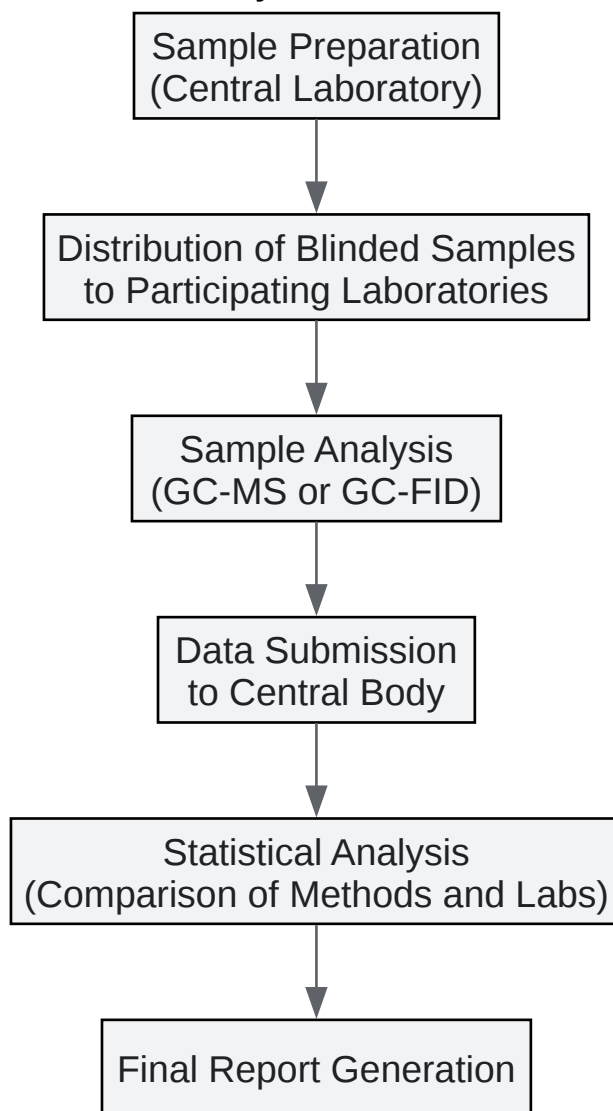 Sample Preparation
(Central Laboratory)
Distribution of Blinded Samples
to Participating Laboratories
Sample Analysis
(GC-MS or GC-FID)
Data Submission
to Central Body
Statistical Analysis
(Comparison of Methods and Labs)
Final Report Generation